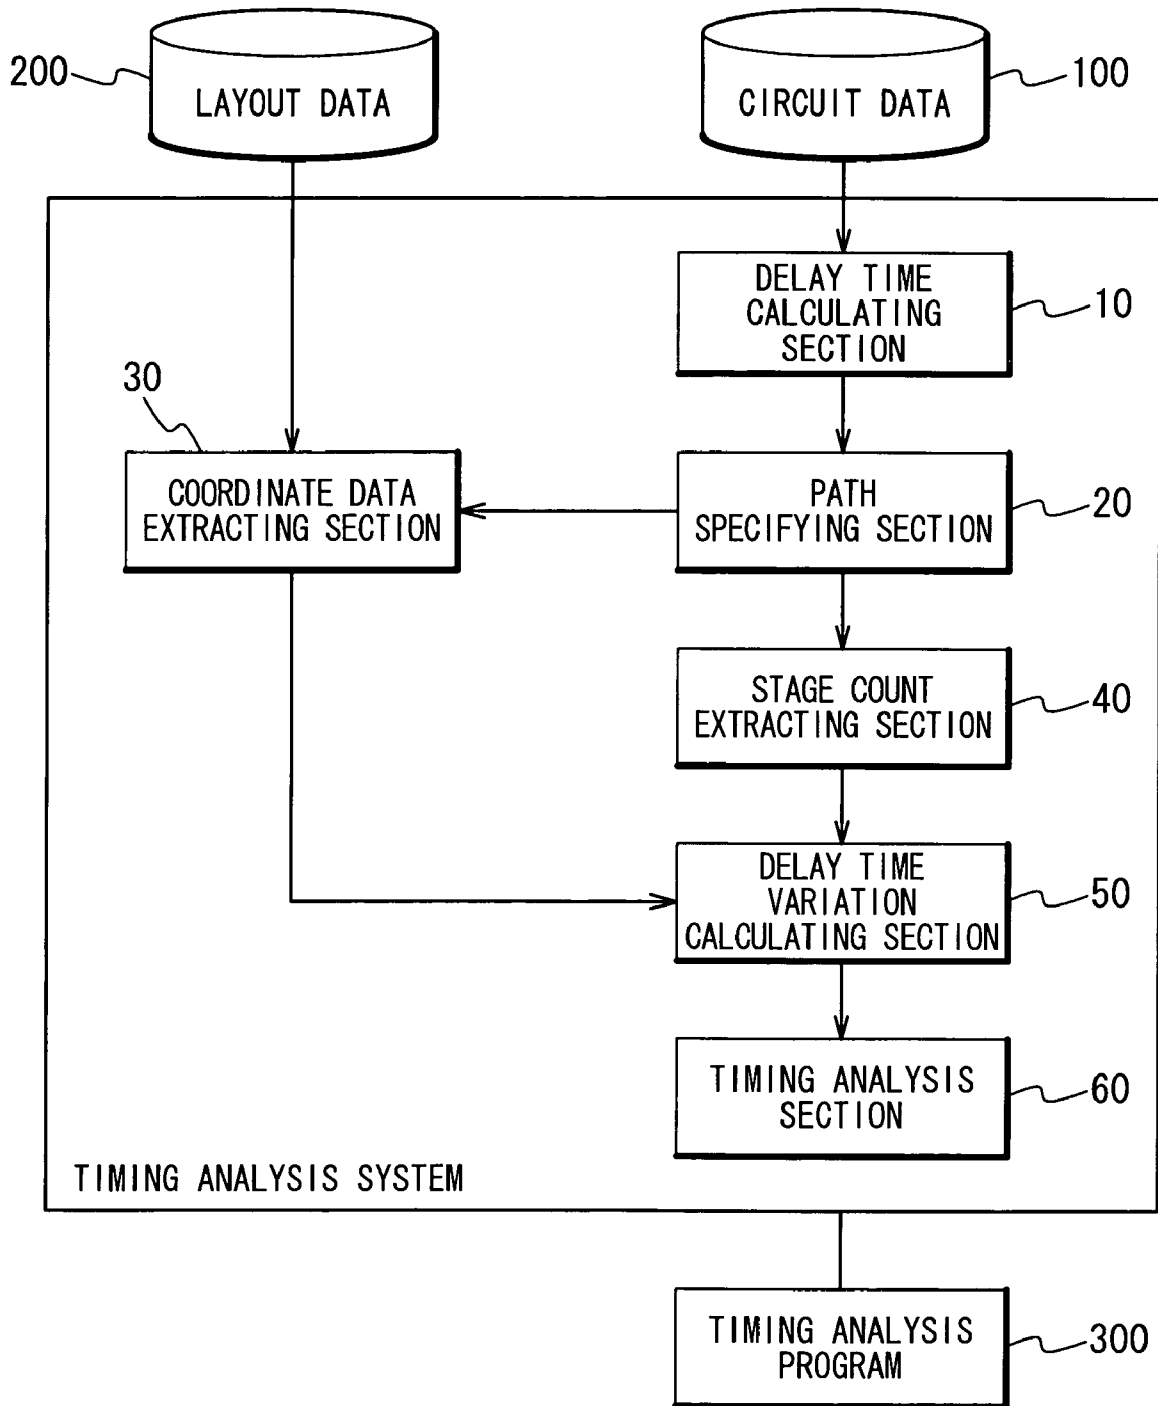 200
LAYOUT DATA
CIRCUIT DATA
100
DELAY TIME
CALCULATING
SECTION
10
30
COORDINATE DATA
EXTRACTING SECTION
PATH
SPECIFYING SECTION
20
STAGE COUNT
EXTRACTING SECTION
40
DELAY TIME
VARIATION
CALCULATING SECTION
50
TIMING ANALYSIS
SECTION
60
TIMING ANALYSIS SYSTEM
TIMING ANALYSIS
PROGRAM
300